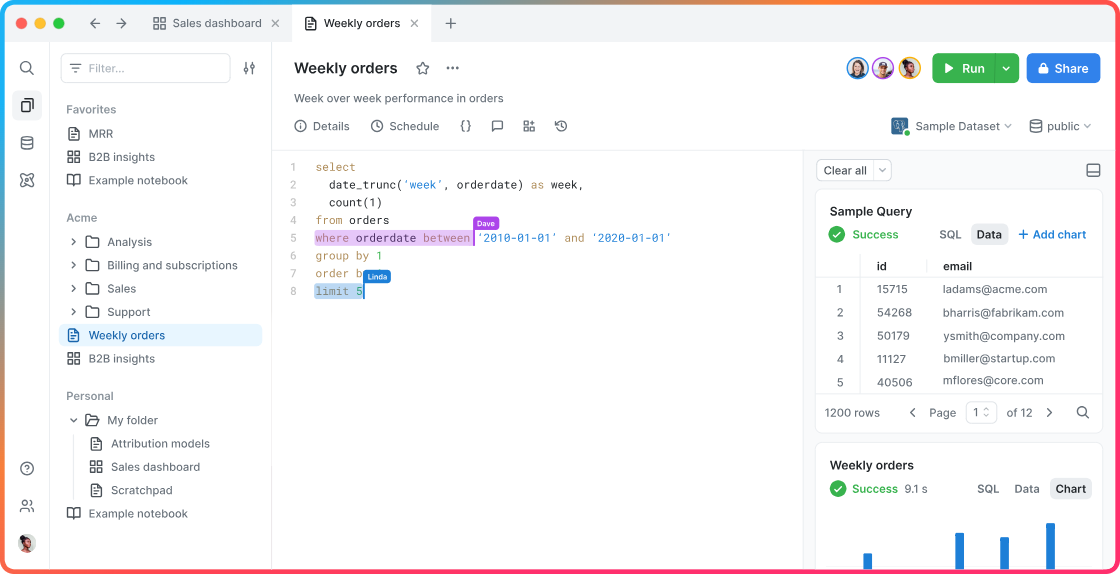 Sales dashboard
Weekly orders
Filter...
Favorites
MRR
B2B insights
Example notebook
Acme
Analysis
Billing and subscriptions
Sales
Support
Weekly orders
B2B insights
Personal
My folder
Attribution models
Sales dashboard
Scratchpad
Example notebook
Weekly orders
Run
Share
Week over week performance in orders
Details
Schedule
{}
Sample Dataset
public
1 select
2 date_trunc(‘week’, orderdate) as week,
3 count(1)
4 from orders
Dave
5 where orderdate between ‘2010-01-01’ and ‘2020-01-01’
6 group by 1
7 order b
Linda
8 limit 5
Clear all
Sample Query
Success
SQL
Data
+ Add chart
id email
1 15715 ladams@acme.com
2 54268 bharris@fabrikam.com
3 50179 ysmith@company.com
4 11127 bmiller@startup.com
5 40506 mflores@core.com
1200 rows
Page 1 of 12
Weekly orders
Success 9.1 s
SQL
Data
Chart